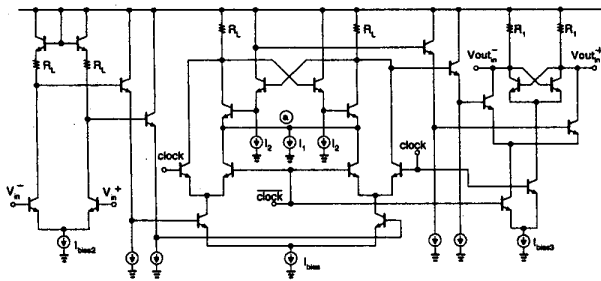 R_L
R_L
R_L
R_L
R_1
R_1
Vout_in^-
Vout_in^+
a
I_2
I_1
I_2
clock
clock
clock
V_in^-
V_in^+
I_bias2
I_bias
I_bias3